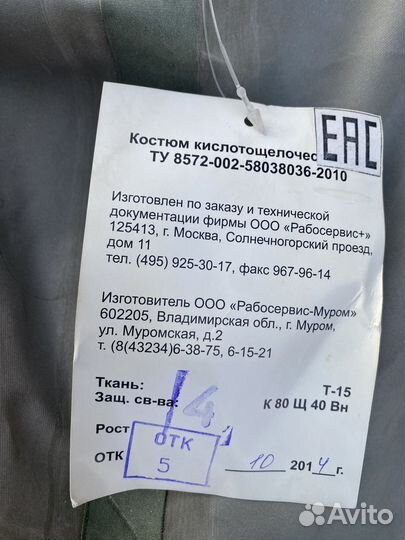 EAC
Костюм кислотощелочес
ТУ 8572-002-58038036-2010
Изготовлен по заказу и технической
документации фирмы ООО «Рабосервис+»
125413, г. Москва, Солнечногорский проезд,
дом 11
тел. (495) 925-30-17, факс 967-96-14
Изготовитель ООО «Рабосервис-Муром»
602205, Владимирская обл., г. Муром,
ул. Муромская, д.2
т. (8(43234)6-38-75, 6-15-21
Ткань: Т-15
Защ. св-ва: К 80 Щ 40 Вн
Рост 4
ОТК
5
ОТК 10 2014 г.
Avito